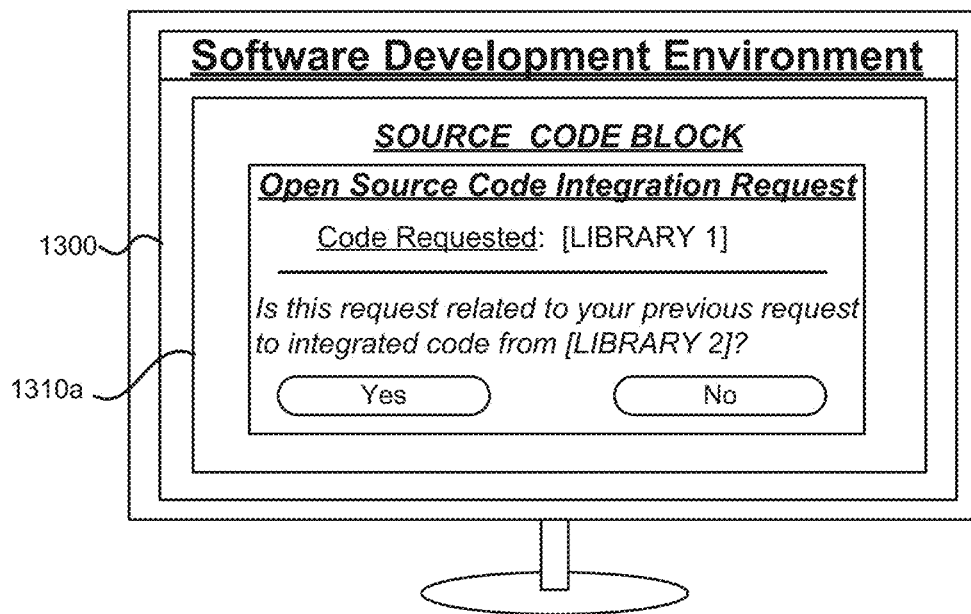 Software Development Environment
SOURCE CODE BLOCK
Open Source Code Integration Request
Code Requested: [LIBRARY 1]
1300
Is this request related to your previous request
to integrated code from [LIBRARY 2]?
1310a
Yes
No